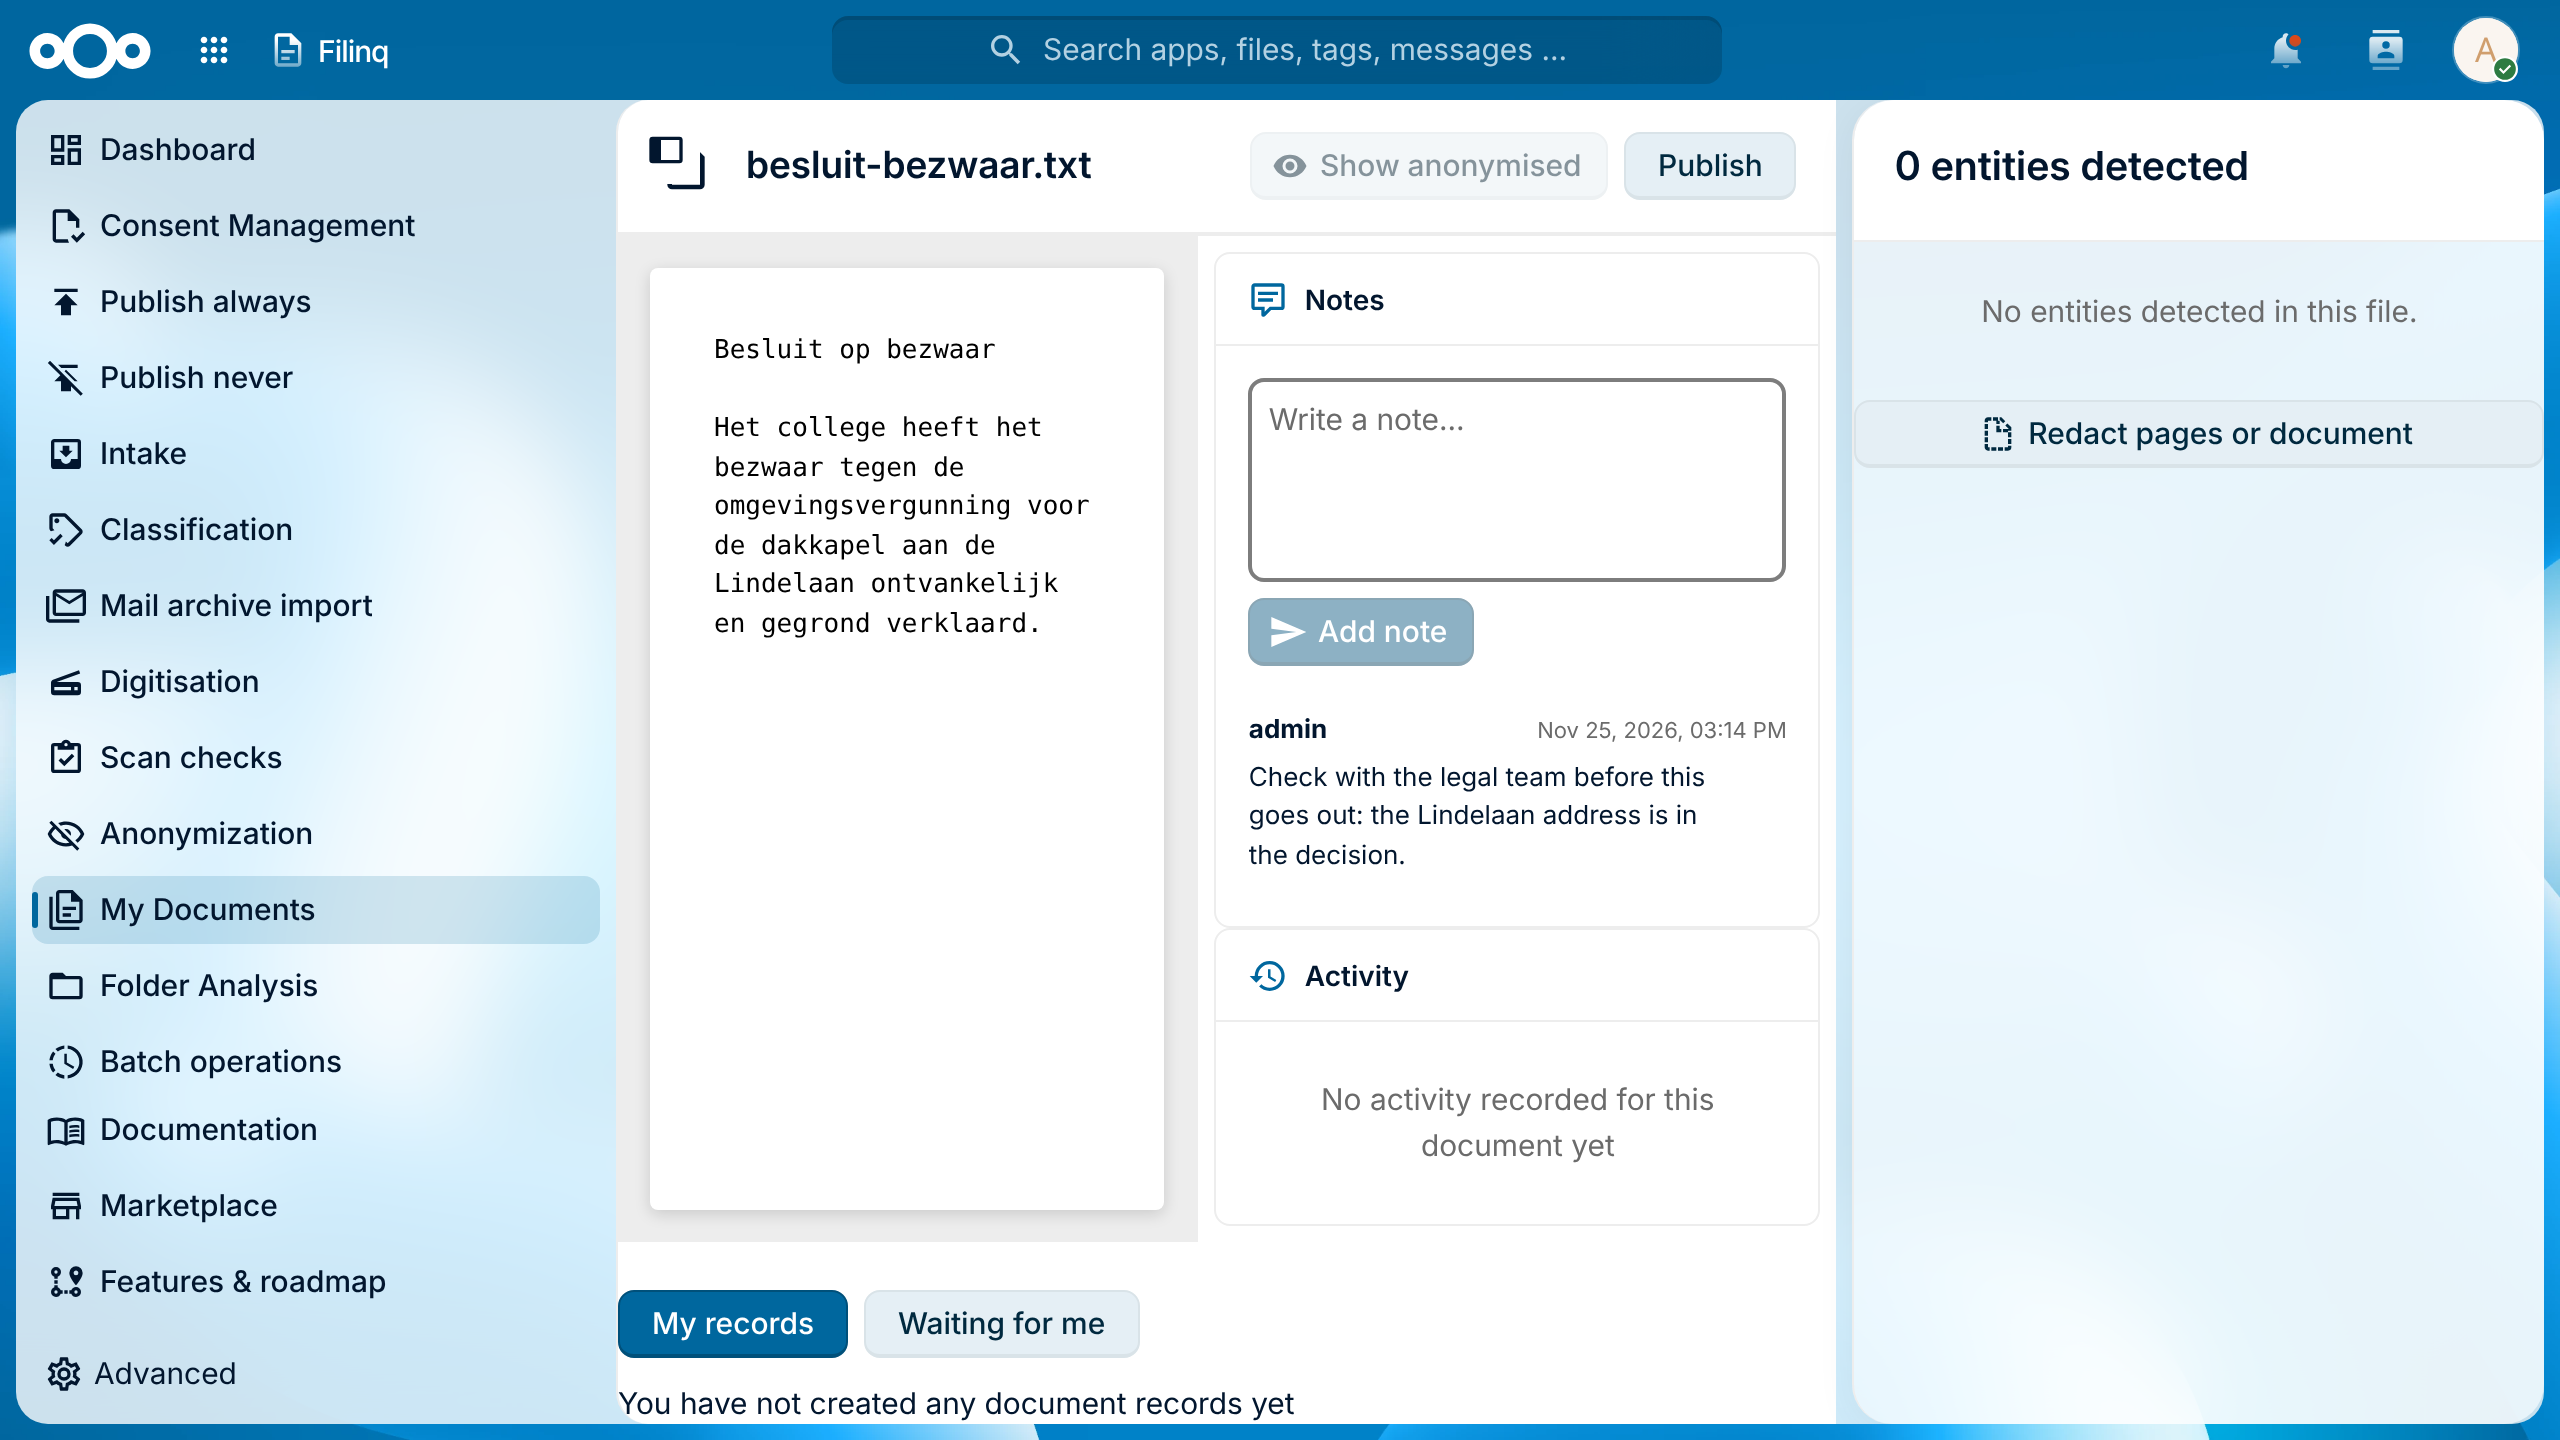 Filinq
Search apps, files, tags, messages ...
A
Dashboard
Consent Management
Publish always
Publish never
Intake
Classification
Mail archive import
Digitisation
Scan checks
Anonymization
My Documents
Folder Analysis
Batch operations
Documentation
Marketplace
Features & roadmap
Advanced
besluit-bezwaar.txt
Show anonymised
Publish
Besluit op bezwaar
Het college heeft het
bezwaar tegen de
omgevingsvergunning voor
de dakkapel aan de
Lindelaan ontvankelijk
en gegrond verklaard.
Notes
Write a note...
Add note
admin
Nov 25, 2026, 03:14 PM
Check with the legal team before this
goes out: the Lindelaan address is in
the decision.
Activity
No activity recorded for this
document yet
My records
Waiting for me
You have not created any document records yet
0 entities detected
No entities detected in this file.
Redact pages or document